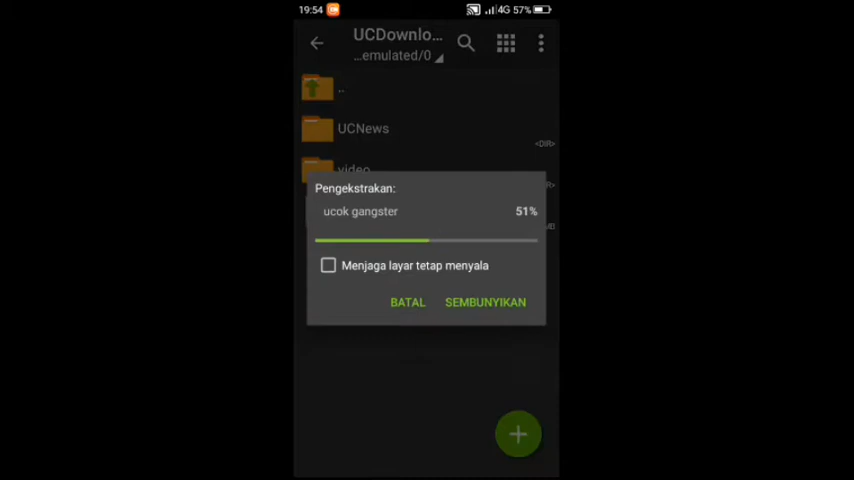 19:54 4G 57%
UCDownlo...
...emulated/0
..
UCNews
<DIR>
video
Pengekstrakan:
ucok gangster 51%
Menjaga layar tetap menyala
BATAL SEMBUNYIKAN